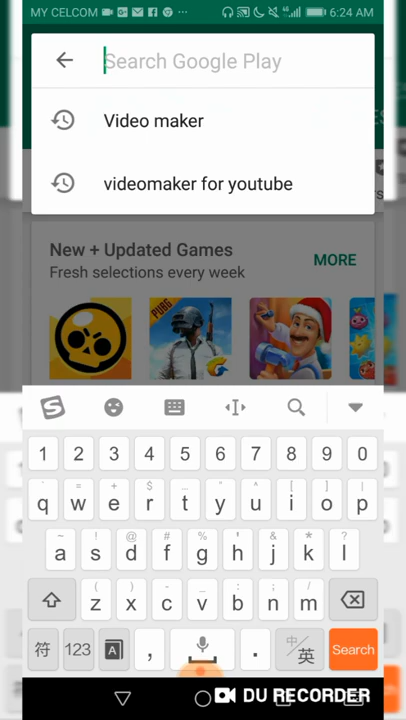 MY CELCOM 6:24 AM
Search Google Play
Video maker
videomaker for youtube
New + Updated Games
MORE
Fresh selections every week
PUBG
1 2 3 4 5 6 7 8 9 0
q w e r t y u i o p
a s d f g h j k l
z x c v b n m
符 123 A , . 中/英 Search
DU RECORDER